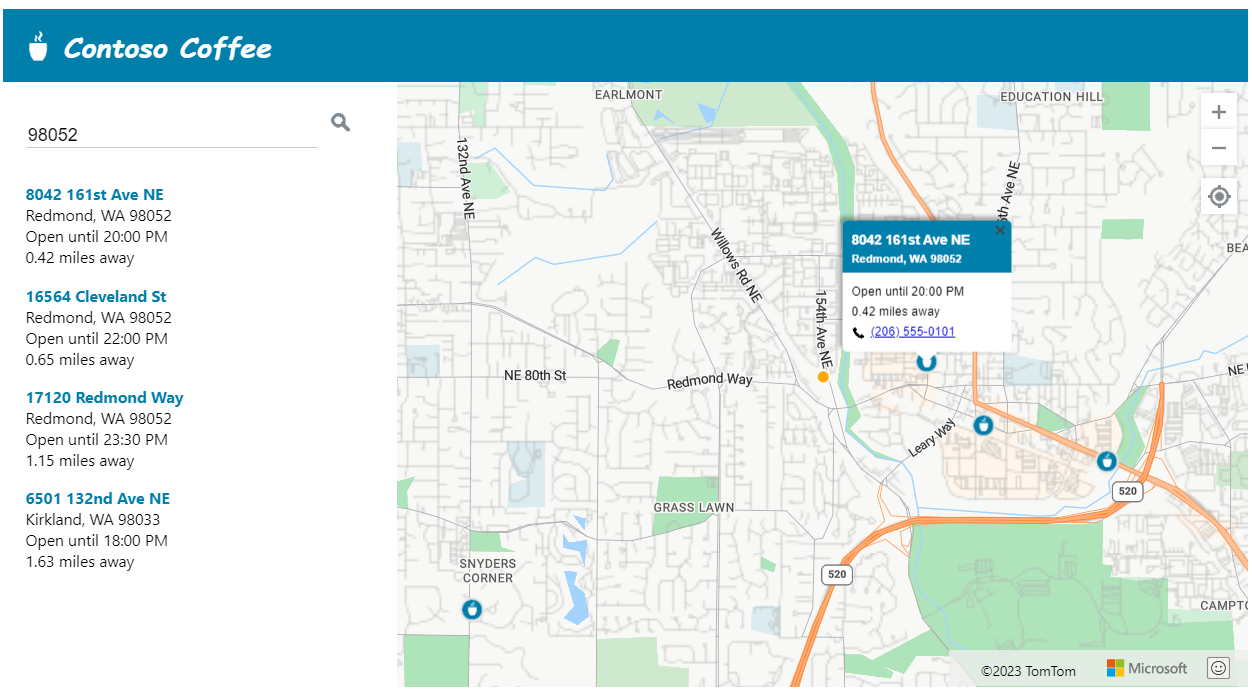 Contoso Coffee
98052
8042 161st Ave NE
Redmond, WA 98052
Open until 20:00 PM
0.42 miles away
16564 Cleveland St
Redmond, WA 98052
Open until 22:00 PM
0.65 miles away
17120 Redmond Way
Redmond, WA 98052
Open until 23:30 PM
1.15 miles away
6501 132nd Ave NE
Kirkland, WA 98033
Open until 18:00 PM
1.63 miles away
EARLMONT
EDUCATION HILL
132nd Ave NE
Willows Rd NE
154th Ave NE
Ave NE
8042 161st Ave NE
Redmond, WA 98052
Open until 20:00 PM
0.42 miles away
(206) 555-0101
NE 80th St
Redmond Way
Leary Way
NE
520
GRASS LAWN
520
SNYDERS
CORNER
©2023 TomTom
Microsoft